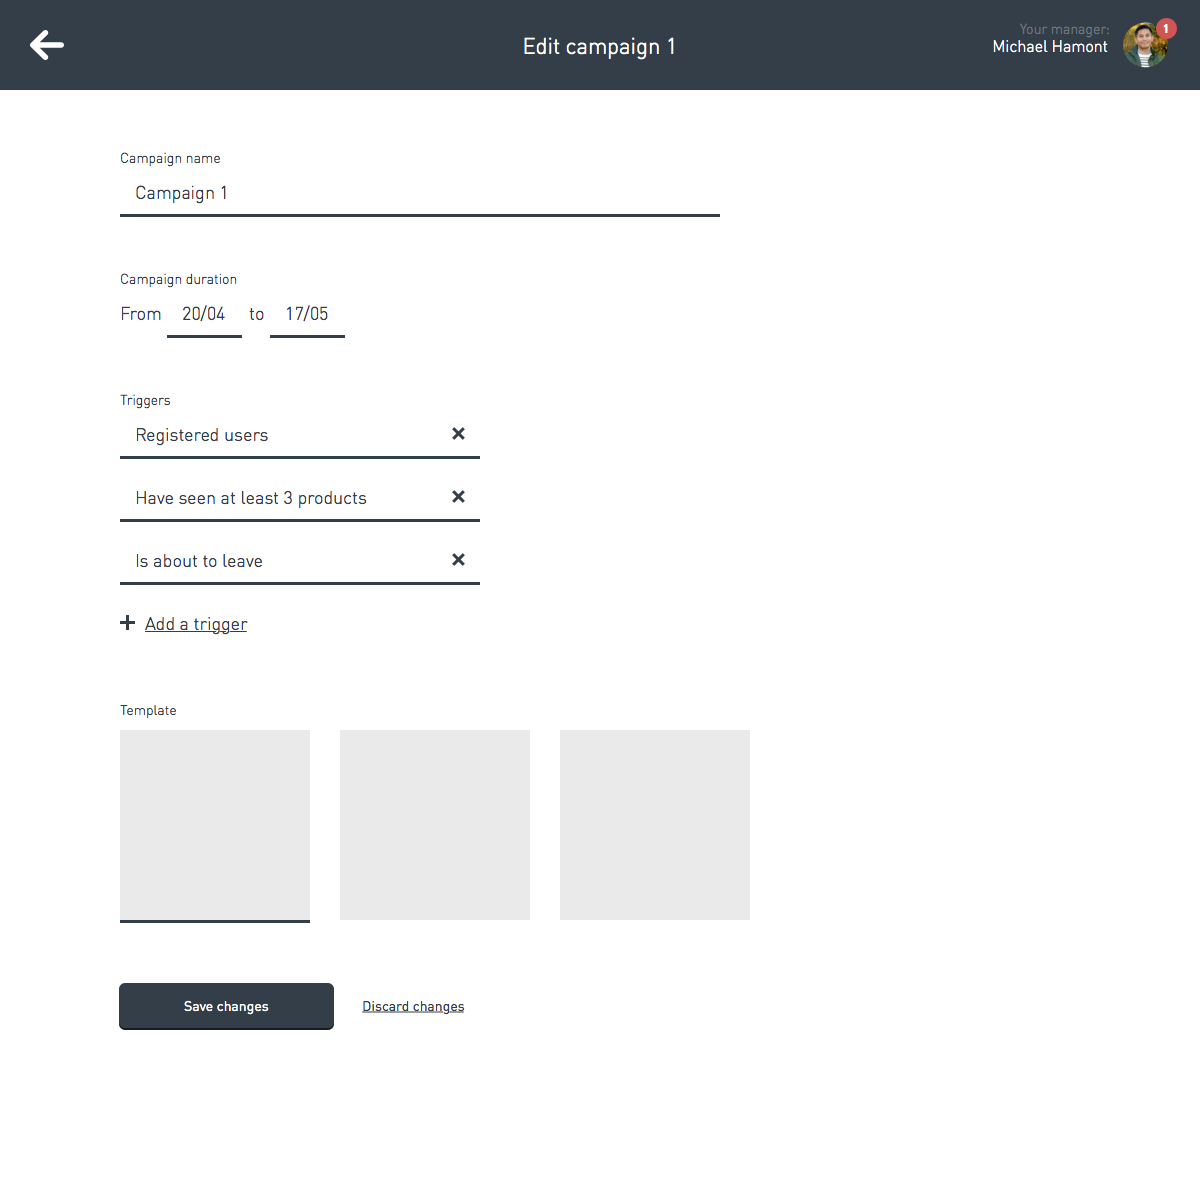 Edit campaign 1
Your manager:
Michael Hamont
1
Campaign name
Campaign 1
Campaign duration
From 20/04 to 17/05
Triggers
Registered users
Have seen at least 3 products
Is about to leave
Add a trigger
Template
Save changes
Discard changes